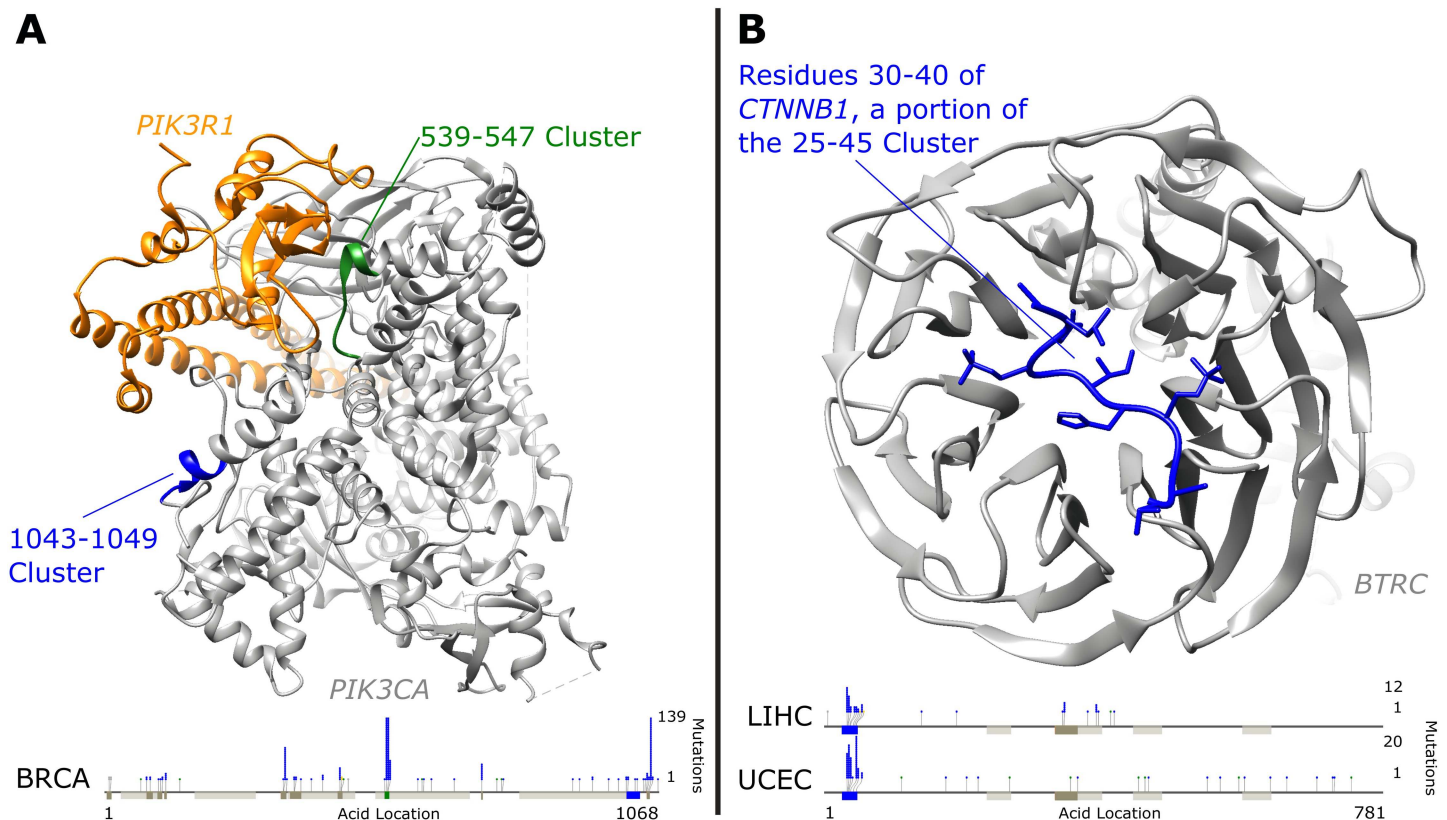 A
PIK3R1
539-547 Cluster
1043-1049
Cluster
PIK3CA
BRCA
139
1
Mutations
1
Acid Location
1068
B
Residues 30-40 of
CTNNB1, a portion of
the 25-45 Cluster
BTRC
LIHC
12
1
UCEC
20
1
Mutations
1
Acid Location
781